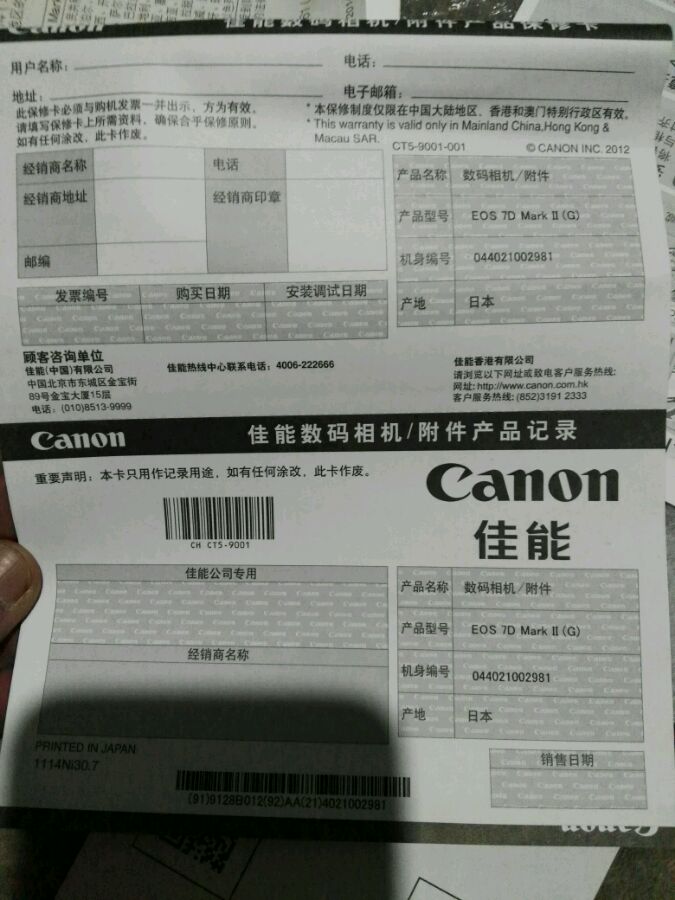 Canon 佳能数码相机/附件产品保修卡
用户名称: 电话:
地址: 电子邮箱:
此保修卡必须与购机发票一并出示，方为有效。
请填写保修卡上所需资料，确保合乎保修原则。
如有任何涂改，此卡作废。
* 本保修制度仅限在中国大陆地区、香港和澳门特别行政区有效。
* This warranty is valid only in Mainland China,Hong Kong &
Macau SAR.
CT5-9001-001 © CANON INC. 2012
经销商名称 电话
经销商地址 经销商印章
邮编
产品名称 数码相机/附件
产品型号 EOS 7D Mark II (G)
机身编号 044021002981
产地 日本
发票编号 购买日期 安装调试日期
顾客咨询单位
佳能(中国)有限公司
中国北京市东城区金宝街
89号金宝大厦15层
电话: (010)8513-9999
佳能热线中心联系电话: 4006-222666
佳能香港有限公司
请浏览以下网址或致电客户服务热线:
网址: http://www.canon.com.hk
客户服务热线: (852)3191 2333
Canon 佳能数码相机/附件产品记录
重要声明: 本卡只用作记录用途，如有任何涂改，此卡作废。
CH CT5-9001
Canon
佳能
佳能公司专用
经销商名称
产品名称 数码相机/附件
产品型号 EOS 7D Mark II (G)
机身编号 044021002981
产地 日本
PRINTED IN JAPAN
1114Ni30.7
销售日期
(91)9128B012(92)AA(21)4021002981
Canon